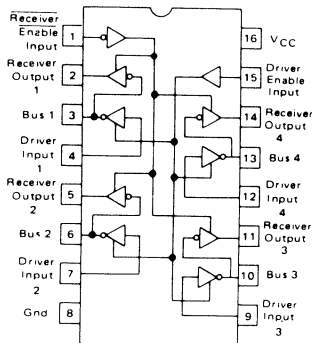 Receiver
Enable
Input
1
Receiver
Output
1
2
Bus 1
3
Driver
Input
1
4
Receiver
Output
2
5
Bus 2
6
Driver
Input
2
7
Gnd
8
16
VCC
15
Driver
Enable
Input
14
Receiver
Output
4
13
Bus 4
12
Driver
Input
4
11
Receiver
Output
3
10
Bus 3
9
Driver
Input
3